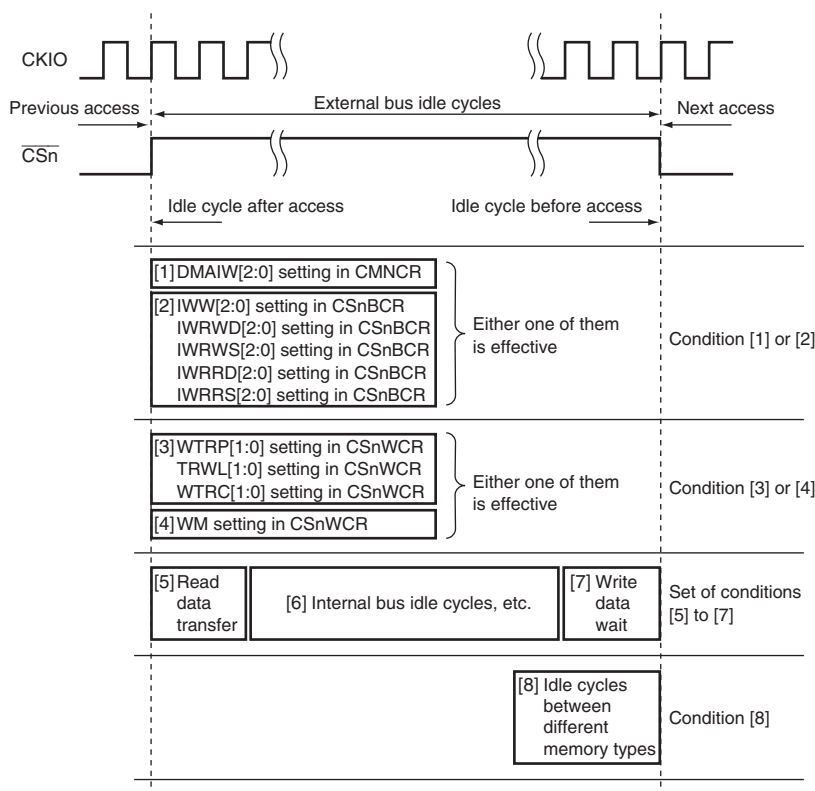 CKIO
Previous access
External bus idle cycles
Next access
CSn
Idle cycle after access
Idle cycle before access
[1] DMAIW[2:0] setting in CMNCR
[2] IWW[2:0] setting in CSnBCR
IWRWD[2:0] setting in CSnBCR
IWRWS[2:0] setting in CSnBCR
IWRRD[2:0] setting in CSnBCR
IWRRS[2:0] setting in CSnBCR
Either one of them
is effective
Condition [1] or [2]
[3] WTRP[1:0] setting in CSnWCR
TRWL[1:0] setting in CSnWCR
WTRC[1:0] setting in CSnWCR
[4] WM setting in CSnWCR
Either one of them
is effective
Condition [3] or [4]
[5] Read
data
transfer
[6] Internal bus idle cycles, etc.
[7] Write
data
wait
Set of conditions
[5] to [7]
[8] Idle cycles
between
different
memory types
Condition [8]